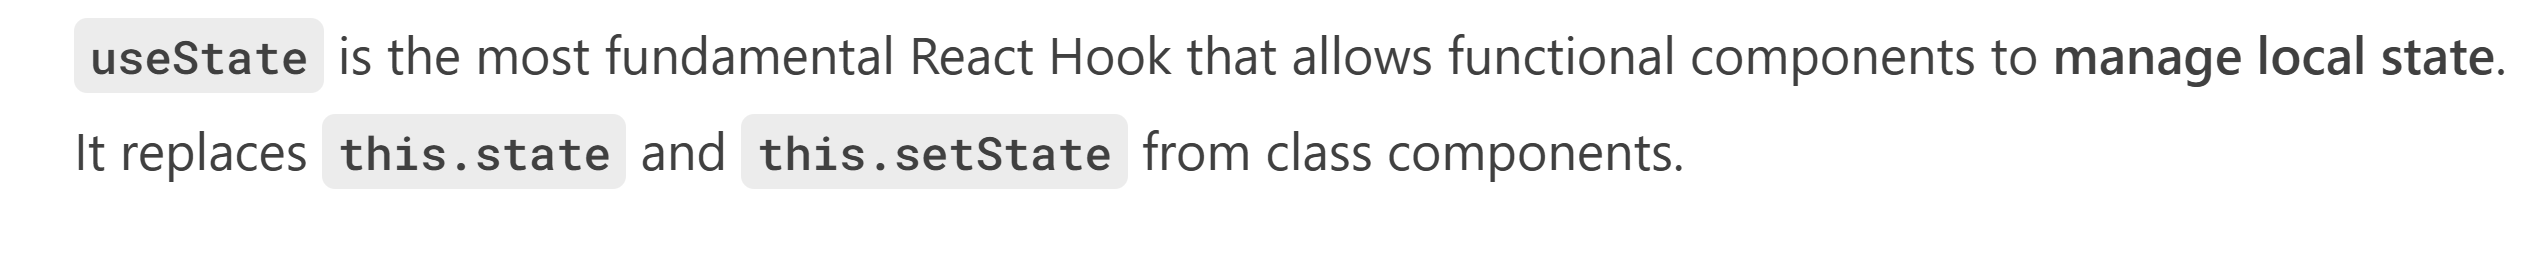 useState is the most fundamental React Hook that allows functional components to manage local state.
It replaces this.state and this.setState from class components.